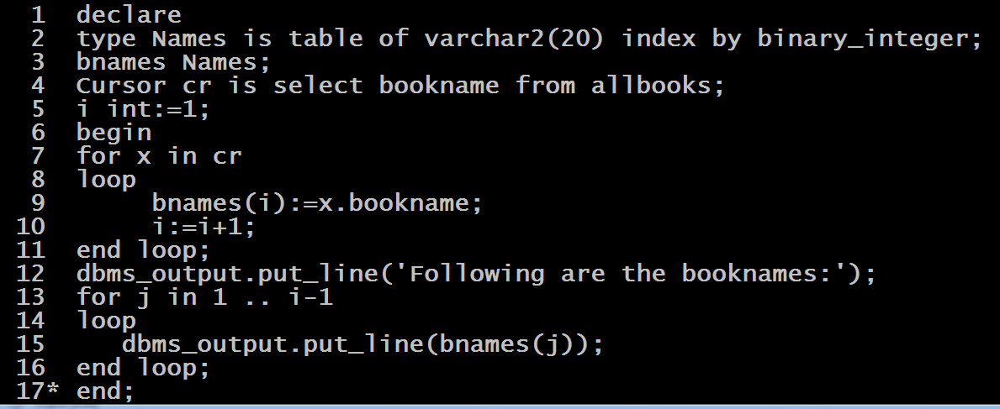 1 declare
2 type Names is table of varchar2(20) index by binary_integer;
3 bnames Names;
4 Cursor cr is select bookname from allbooks;
5 i int:=1;
6 begin
7 for x in cr
8 loop
9 bnames(i):=x.bookname;
10 i:=i+1;
11 end loop;
12 dbms_output.put_line('Following are the booknames:');
13 for j in 1 .. i-1
14 loop
15 dbms_output.put_line(bnames(j));
16 end loop;
17* end;